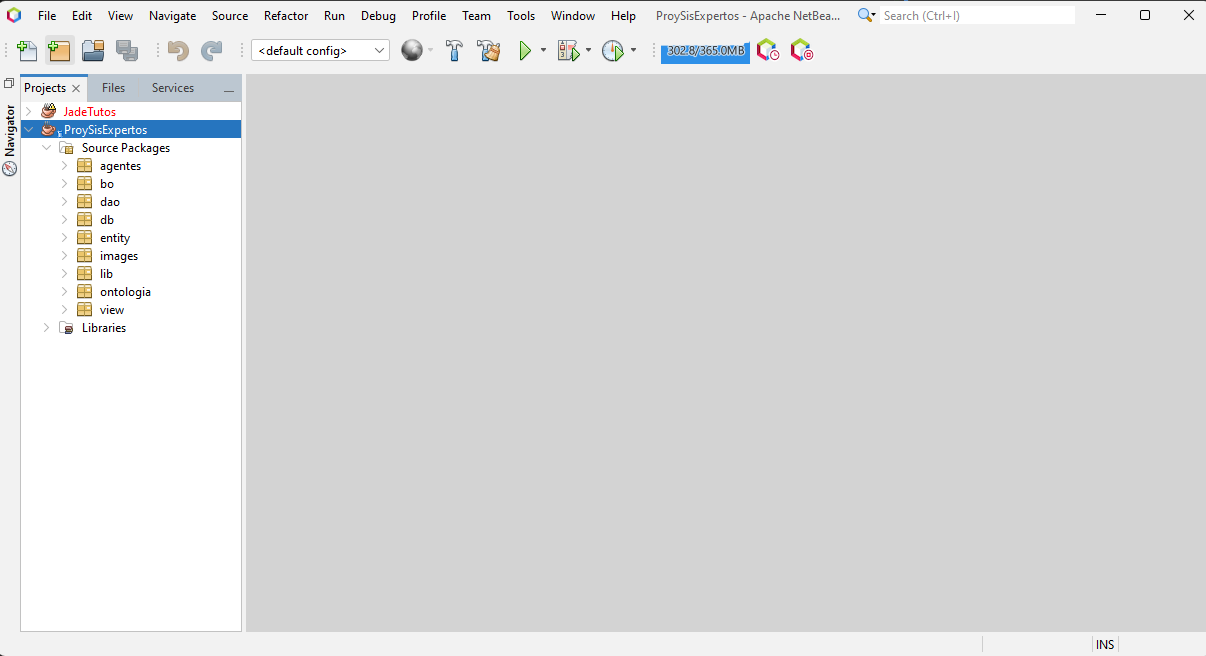 File Edit View Navigate Source Refactor Run Debug Profile Team Tools Window Help ProySisExpertos - Apache NetBea... Search (Ctrl+I)
<default config> 302.8/365.0MB
Projects Files Services
Navigator
JadeTutos
ProySisExpertos
Source Packages
agentes
bo
dao
db
entity
images
lib
ontologia
view
Libraries
INS